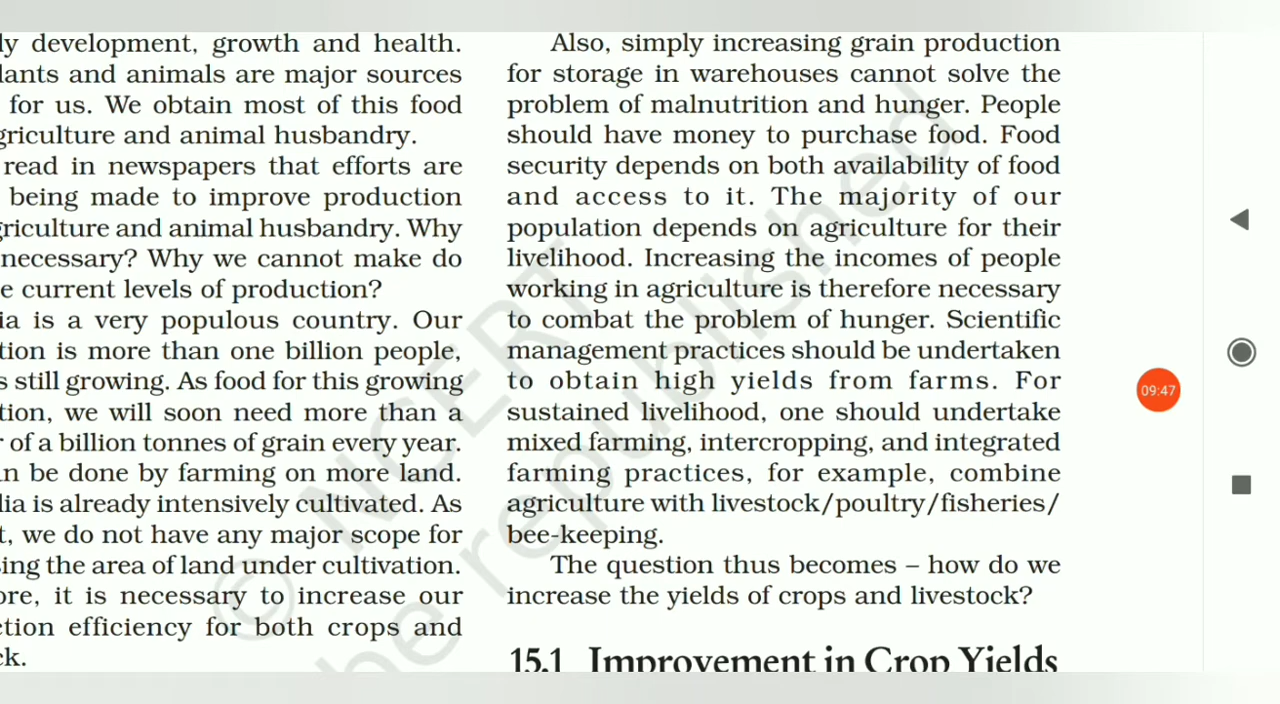 development, growth and health.
and animals are major sources
for us. We obtain most of this food
and animal husbandry.
read in newspapers that efforts are
being made to improve production
and animal husbandry. Why
necessary? Why we cannot make do
current levels of production?
is a very populous country. Our
is more than one billion people,
still growing. As food for this growing
we will soon need more than a
of a billion tonnes of grain every year.
be done by farming on more land.
is already intensively cultivated. As
we do not have any major scope for
the area of land under cultivation.
it is necessary to increase our
efficiency for both crops and
Also, simply increasing grain production
for storage in warehouses cannot solve the
problem of malnutrition and hunger. People
should have money to purchase food. Food
security depends on both availability of food
and access to it. The majority of our
population depends on agriculture for their
livelihood. Increasing the incomes of people
working in agriculture is therefore necessary
to combat the problem of hunger. Scientific
management practices should be undertaken
to obtain high yields from farms. For
sustained livelihood, one should undertake
mixed farming, intercropping, and integrated
farming practices, for example, combine
agriculture with livestock/poultry/fisheries/
bee-keeping.
The question thus becomes – how do we
increase the yields of crops and livestock?
15.1 Improvement in Crop Yields
© NCERT
be republished
09:47